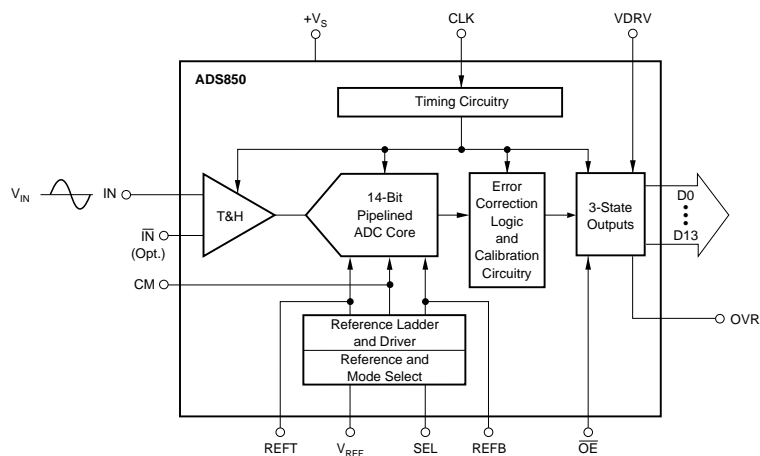 +VS
CLK
VDRV
ADS850
Timing Circuitry
VIN
IN
T&H
14-Bit
Pipelined
ADC Core
Error
Correction
Logic
and
Calibration
Circuitry
3-State
Outputs
D0
D13
IN
(Opt.)
CM
OVR
Reference Ladder
and Driver
Reference and
Mode Select
REFT
VREF
SEL
REFB
OE